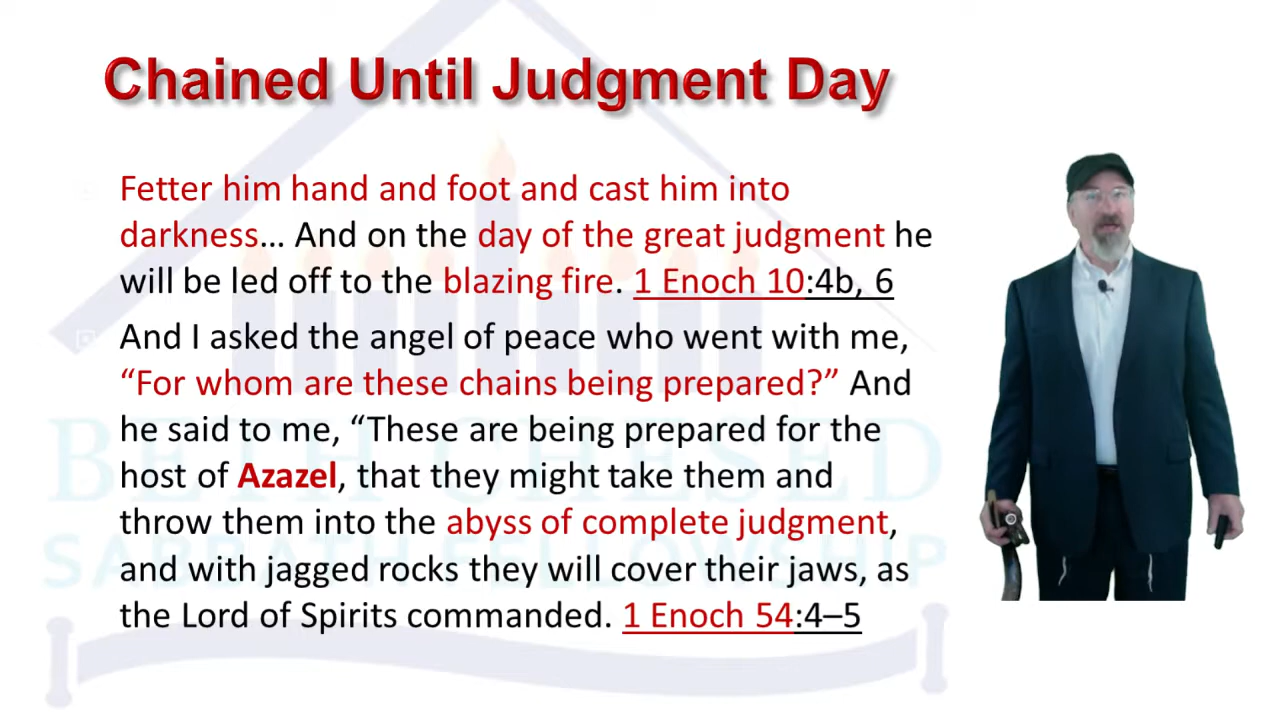 Chained Until Judgment Day
Fetter him hand and foot and cast him into
darkness… And on the day of the great judgment he
will be led off to the blazing fire. 1 Enoch 10:4b, 6
And I asked the angel of peace who went with me,
“For whom are these chains being prepared?” And
he said to me, “These are being prepared for the
host of Azazel, that they might take them and
throw them into the abyss of complete judgment,
and with jagged rocks they will cover their jaws, as
the Lord of Spirits commanded. 1 Enoch 54:4–5
BETH CHESED
SABBATH FELLOWSHIP